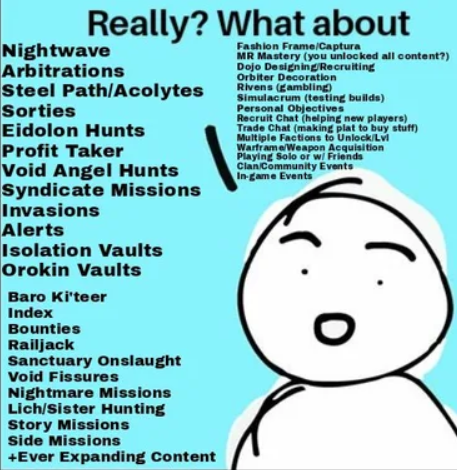 Really? What about
Nightwave
Arbitrations
Steel Path/Acolytes
Sorties
Eidolon Hunts
Profit Taker
Void Angel Hunts
Syndicate Missions
Invasions
Alerts
Isolation Vaults
Orokin Vaults
Baro Ki'teer
Index
Bounties
Railjack
Sanctuary Onslaught
Void Fissures
Nightmare Missions
Lich/Sister Hunting
Story Missions
Side Missions
+Ever Expanding Content
Fashion Frame/Captura
MR Mastery (you unlocked all content?)
Dojo Designing/Recruiting
Orbiter Decoration
Rivens (gambling)
Simulacrum (testing builds)
Personal Objectives
Recruit Chat (helping new players)
Trade Chat (making plat to buy stuff)
Multiple Factions to Unlock/Lvl
Warframe/Weapon Acquisition
Playing Solo or w/ Friends
Clan/Community Events
In-game Events